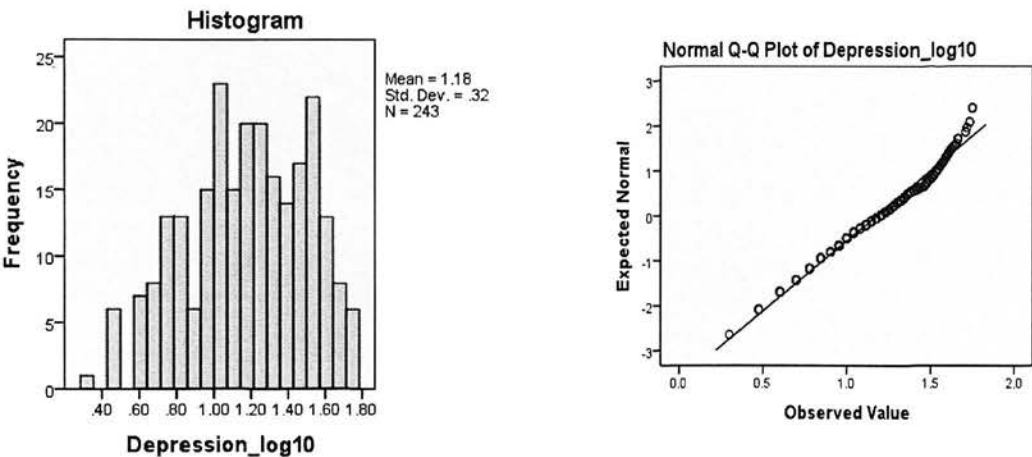 Histogram
Mean = 1.18
Std. Dev. = .32
N = 243
Frequency
25
20
15
10
5
0
.40 .60 .80 1.00 1.20 1.40 1.60 1.80
Depression_log10
Normal Q-Q Plot of Depression_log10
Expected Normal
3
2
1
0
-1
-2
-3
0.0 0.5 1.0 1.5 2.0
Observed Value